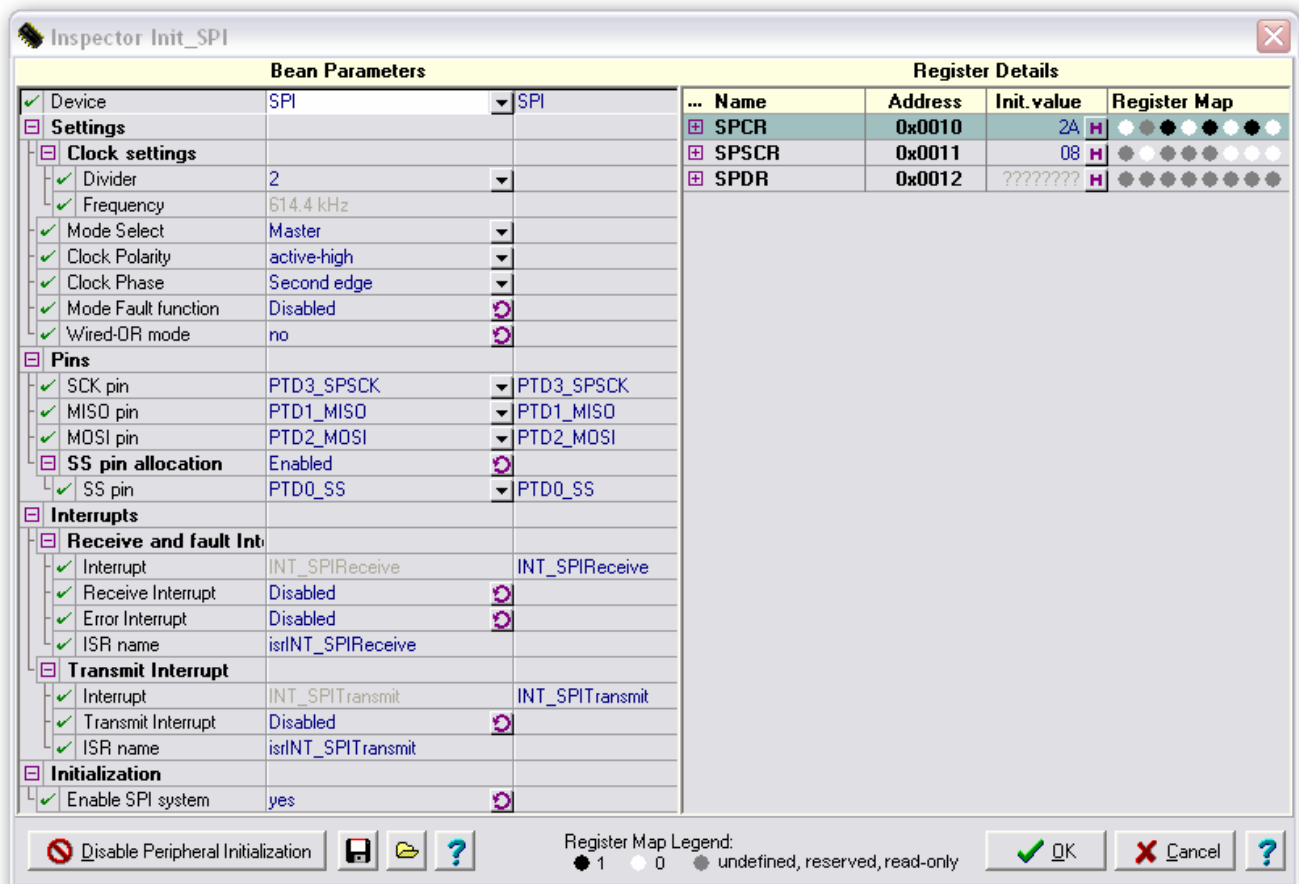 Inspector Init_SPI
Bean Parameters
Register Details
Device SPI SPI
... Name Address Init.value Register Map
Settings
SPCR 0x0010 2A H
Clock settings
SPSCR 0x0011 08 H
Divider 2
SPDR 0x0012 ???????? H
Frequency 614.4 kHz
Mode Select Master
Clock Polarity active-high
Clock Phase Second edge
Mode Fault function Disabled
Wired-OR mode no
Pins
SCK pin PTD3_SPSCK PTD3_SPSCK
MISO pin PTD1_MISO PTD1_MISO
MOSI pin PTD2_MOSI PTD2_MOSI
SS pin allocation Enabled
SS pin PTD0_SS PTD0_SS
Interrupts
Receive and fault Int
Interrupt INT_SPIReceive INT_SPIReceive
Receive Interrupt Disabled
Error Interrupt Disabled
ISR name isrINT_SPIReceive
Transmit Interrupt
Interrupt INT_SPITransmit INT_SPITransmit
Transmit Interrupt Disabled
ISR name isrINT_SPITransmit
Initialization
Enable SPI system yes
Disable Peripheral Initialization ? Register Map Legend: OK Cancel ?
1 0 undefined, reserved, read-only